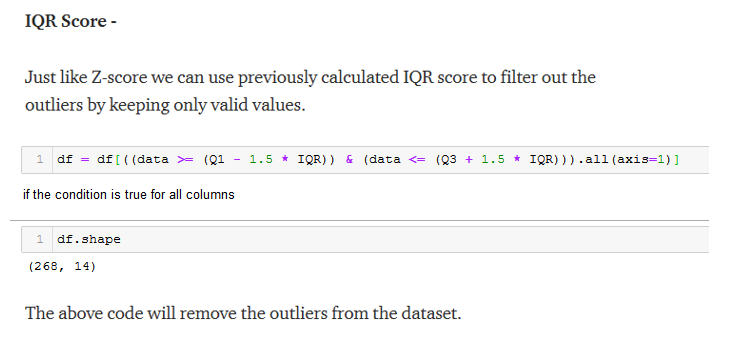 IQR Score -
Just like Z-score we can use previously calculated IQR score to filter out the
outliers by keeping only valid values.
1 df = df[((data >= (Q1 - 1.5 * IQR)) & (data <= (Q3 + 1.5 * IQR))).all(axis=1)]
if the condition is true for all columns
1 df.shape
(268, 14)
The above code will remove the outliers from the dataset.